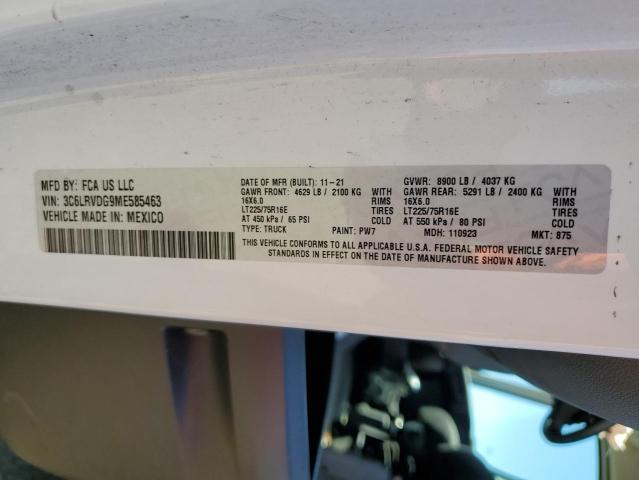 MFD BY: FCA US LLC
VIN: 3C6LRVDG9ME585463
VEHICLE MADE IN: MEXICO
DATE OF MFR (BUILT): 11-21
GAWR FRONT: 4629 LB / 2100 KG
16X6.0 RIMS
LT225/75R16E TIRES
AT 450 kPa / 65 PSI COLD
TYPE: TRUCK PAINT: PW7
GVWR: 8900 LB / 4037 KG
GAWR REAR: 5291 LB / 2400 KG
16X6.0 RIMS
LT225/75R16E TIRES
AT 550 kPa / 80 PSI COLD
MDH: 110923 MKT: 875
THIS VEHICLE CONFORMS TO ALL APPLICABLE U.S.A. FEDERAL MOTOR VEHICLE SAFETY
STANDARDS IN EFFECT ON THE DATE OF MANUFACTURE SHOWN ABOVE.